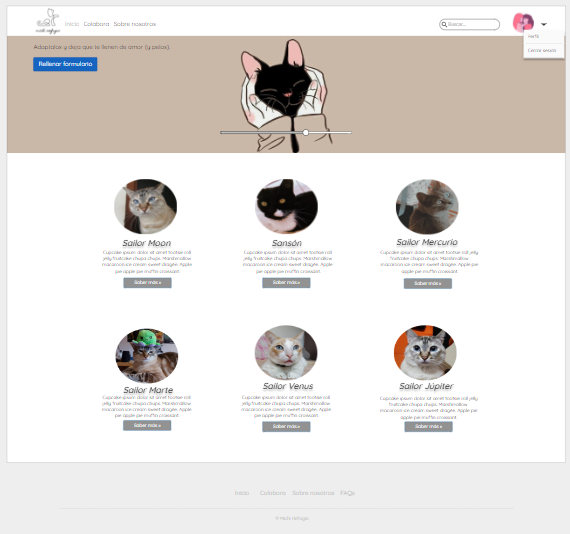 Inicio Colabora Sobre nosotros
Buscar...
Perfil
Cerrar sesión
Adóptalos y deja que te llenen de amor (y pelos).
Rellenar formulario
Sailor Moon
Cupcake ipsum dolor sit amet tootsie roll
jelly fruitcake chupa chups. Marshmallow
macaroon ice cream sweet dragée. Apple
pie apple pie muffin croissant.
Saber más »
Sansón
Cupcake ipsum dolor sit amet tootsie roll
jelly fruitcake chupa chups. Marshmallow
macaroon ice cream sweet dragée. Apple
pie apple pie muffin croissant.
Saber más »
Sailor Mercurio
Cupcake ipsum dolor sit amet tootsie roll jelly
fruitcake chupa chups. Marshmallow
macaroon ice cream sweet dragée. Apple
pie apple pie muffin croissant.
Saber más »
Sailor Marte
Cupcake ipsum dolor sit amet tootsie roll
jelly fruitcake chupa chups. Marshmallow
macaroon ice cream sweet dragée. Apple
pie apple pie muffin croissant.
Saber más »
Sailor Venus
Cupcake ipsum dolor sit amet tootsie roll
jelly fruitcake chupa chups. Marshmallow
macaroon ice cream sweet dragée. Apple
pie apple pie muffin croissant.
Saber más »
Sailor Júpiter
Cupcake ipsum dolor sit amet tootsie roll
jelly fruitcake chupa chups. Marshmallow
macaroon ice cream sweet dragée. Apple
pie apple pie muffin croissant.
Saber más »
Inicio Colabora Sobre nosotros FAQs